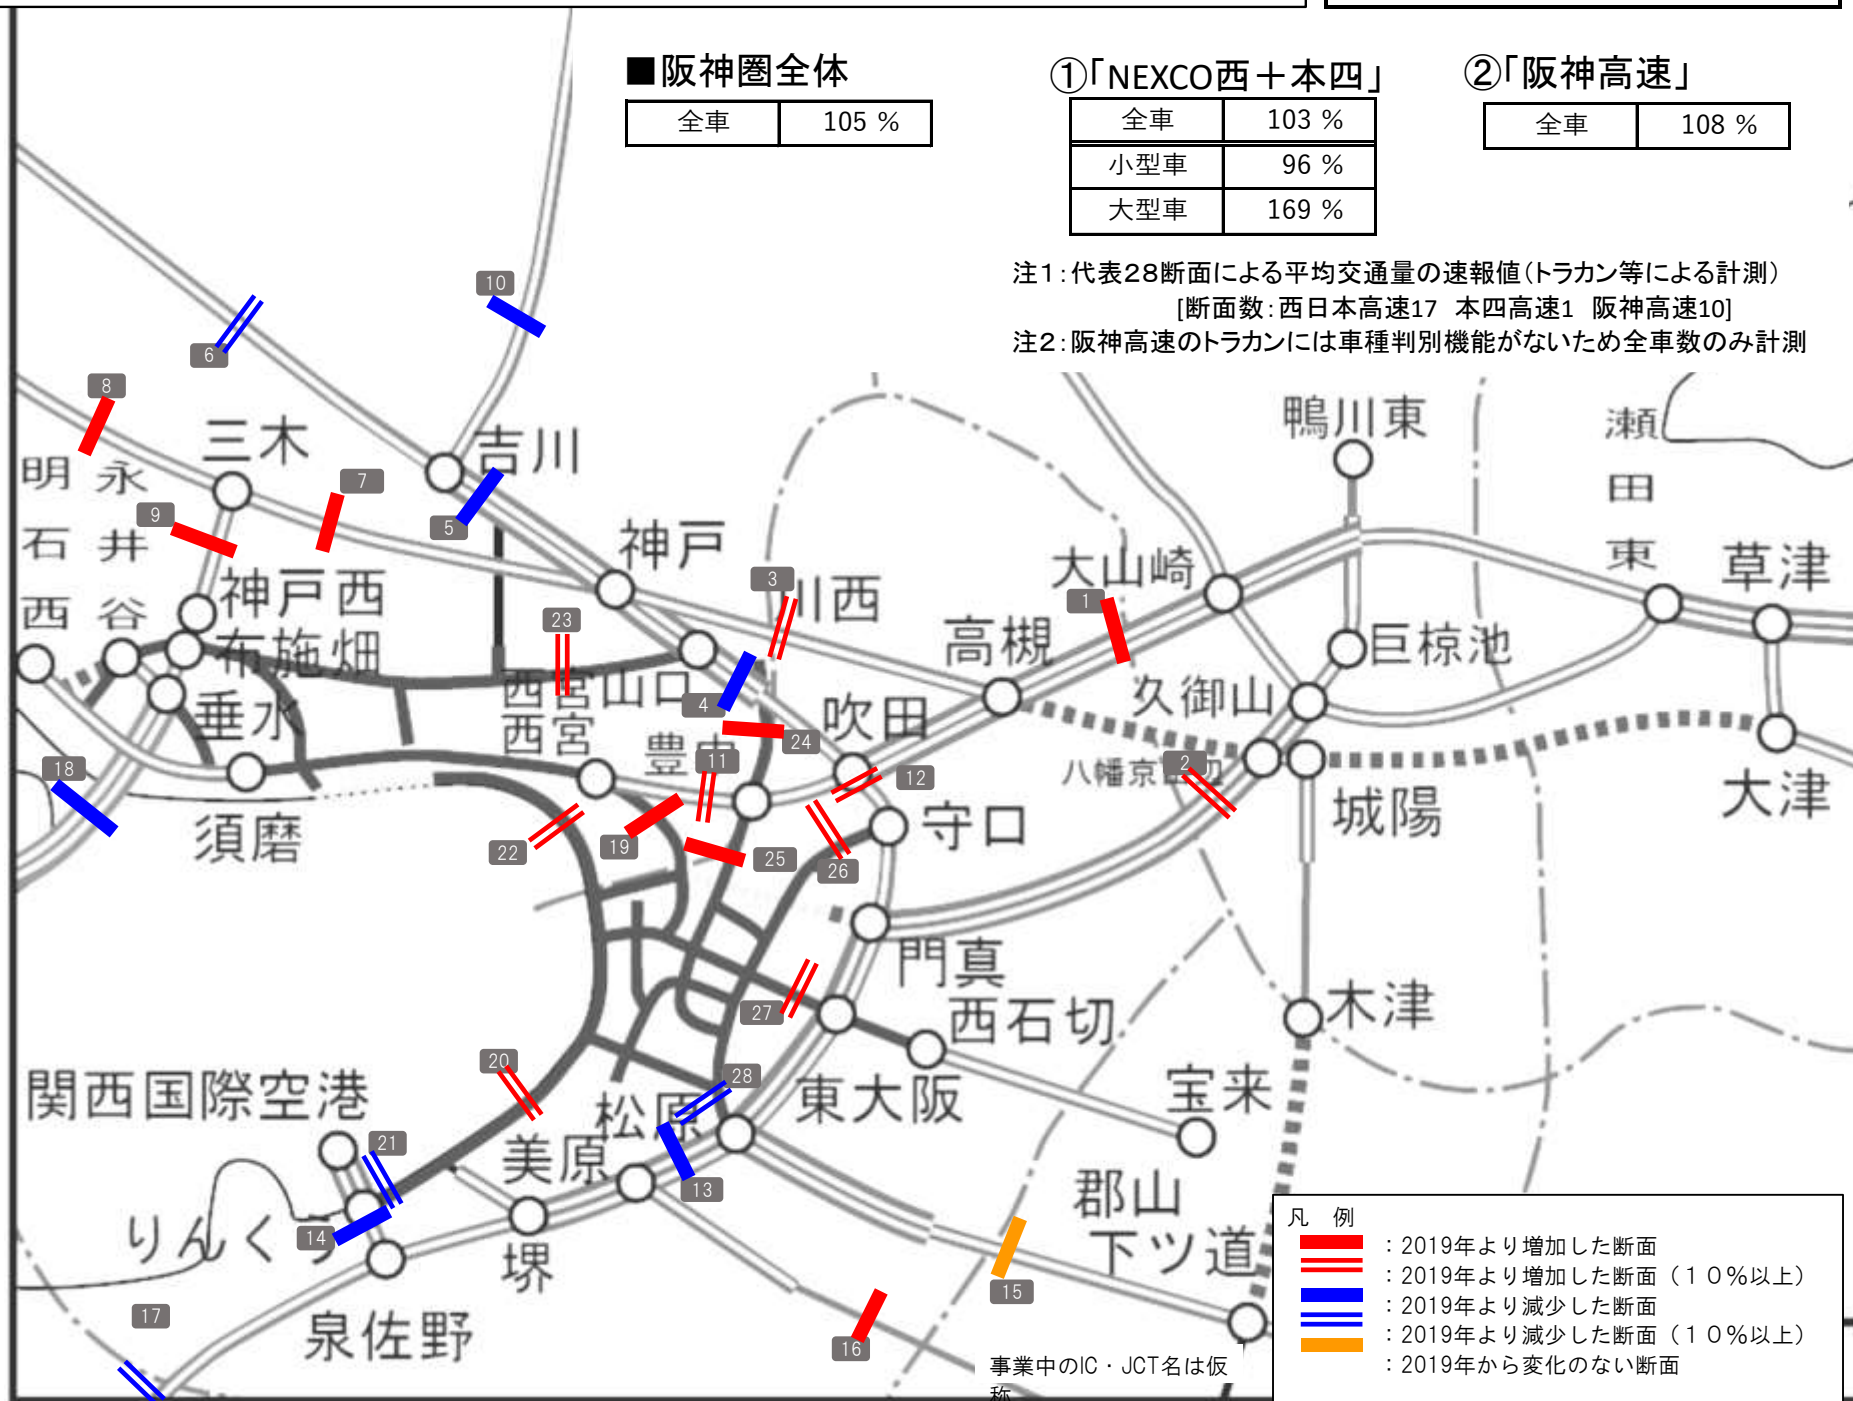 ■阪神圏全体
全車 105 %
①「NEXCO西＋本四」
全車 103 %
小型車 96 %
大型車 169 %
②「阪神高速」
全車 108 %
注1：代表28断面による平均交通量の速報値（トラカン等による計測）
[断面数：西日本高速17 本四高速1 阪神高速10]
注2：阪神高速のトラカンには車種判別機能がないため全車数のみ計測
10
6
8
三木
吉川
鴨川東
瀬田東
明石西
永井谷
7
5
9
神戸
大山崎
草津
神戸西
3
川西
1
23
布施畑
高槻
巨椋池
西宮山口
4
久御山
垂水
西宮
吹田
24
豊中
11
12
八幡京田辺
2
18
大津
須磨
22
19
25
26
守口
城陽
門真
27
西石切
木津
20
28
関西国際空港
松原
東大阪
宝来
21
美原
13
郡山
りんくう
14
堺
下ツ道
15
17
泉佐野
16
事業中のIC・JCT名は仮
称
凡 例
：2019年より増加した断面
：2019年より増加した断面（１０％以上）
：2019年より減少した断面
：2019年より減少した断面（１０％以上）
：2019年から変化のない断面